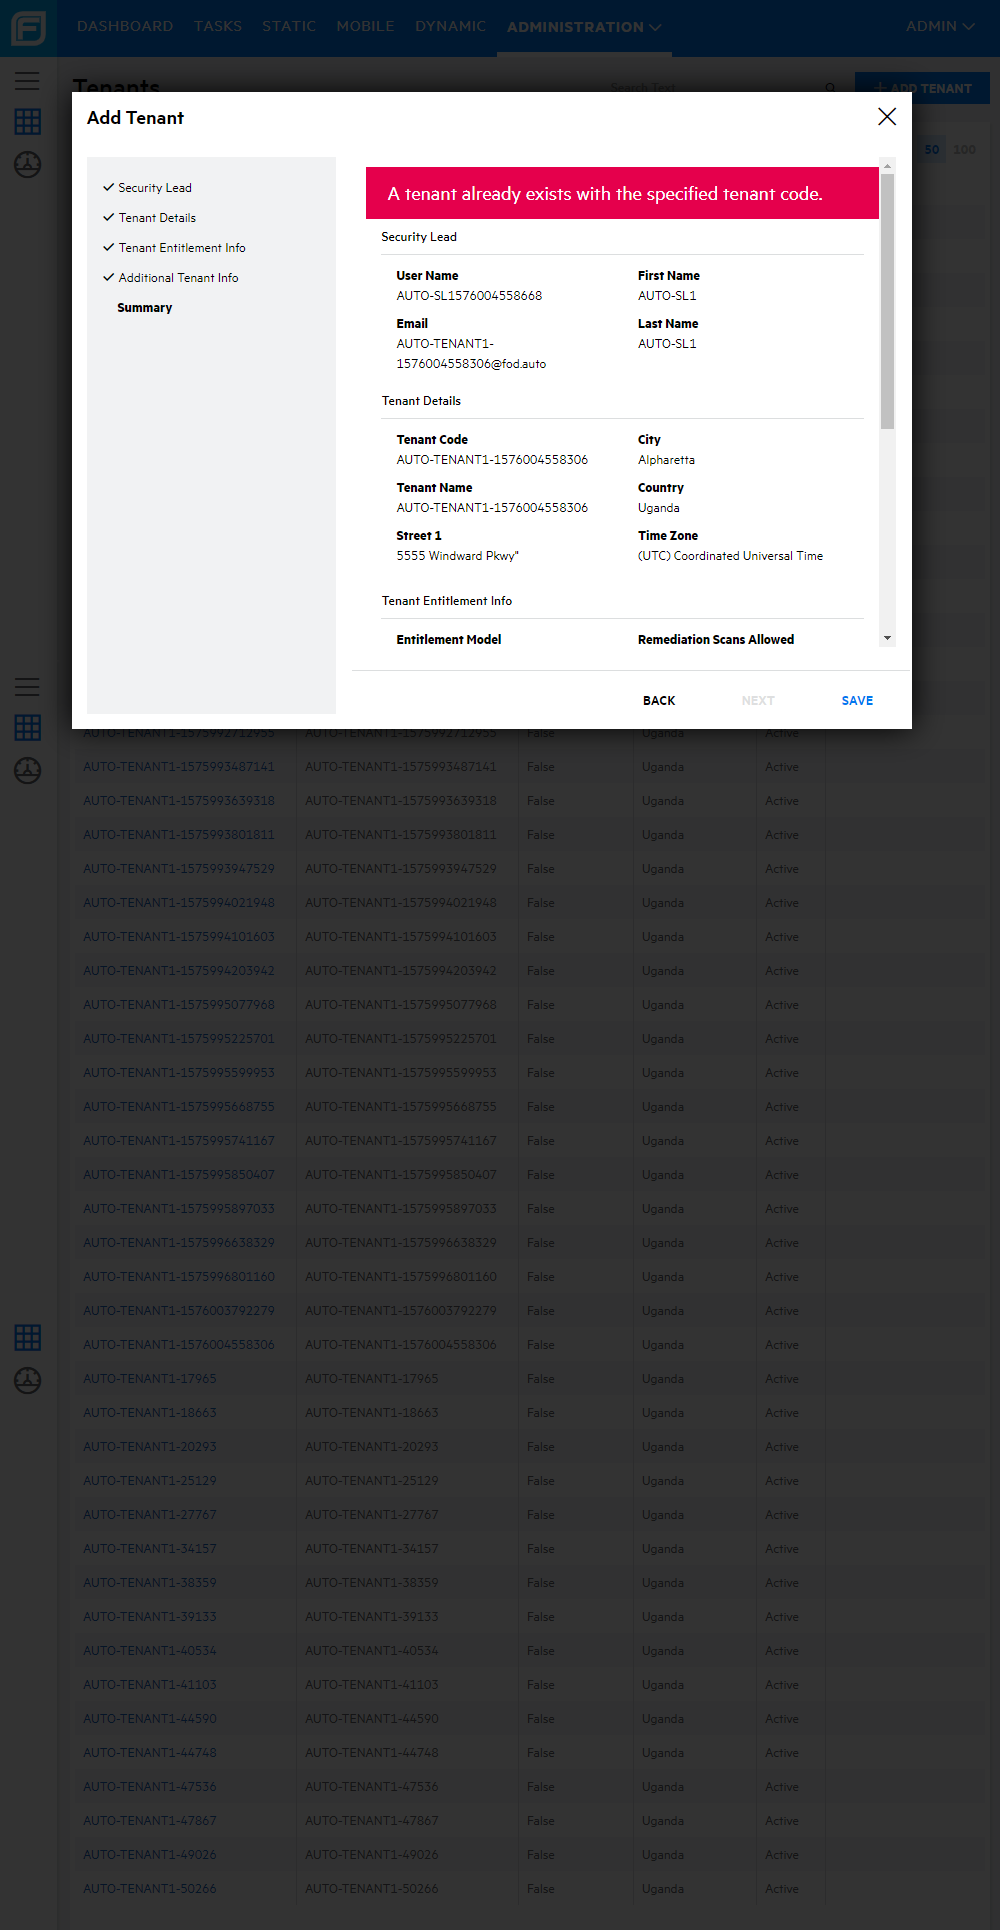 DASHBOARD TASKS STATIC MOBILE DYNAMIC ADMINISTRATION ADMIN
Tenants Search Text + ADD TENANT
50 100
Add Tenant
Security Lead
Tenant Details
Tenant Entitlement Info
Additional Tenant Info
Summary
A tenant already exists with the specified tenant code.
Security Lead
User Name First Name
AUTO-SL1576004558668 AUTO-SL1
Email Last Name
AUTO-TENANT1- AUTO-SL1
1576004558306@fod.auto
Tenant Details
Tenant Code City
AUTO-TENANT1-1576004558306 Alpharetta
Tenant Name Country
AUTO-TENANT1-1576004558306 Uganda
Street 1 Time Zone
5555 Windward Pkwy" (UTC) Coordinated Universal Time
Tenant Entitlement Info
Entitlement Model Remediation Scans Allowed
BACK NEXT SAVE
AUTO-TENANT1-1575992712955 AUTO-TENANT1-1575992712955 False Uganda Active
AUTO-TENANT1-1575993487141 AUTO-TENANT1-1575993487141 False Uganda Active
AUTO-TENANT1-1575993639318 AUTO-TENANT1-1575993639318 False Uganda Active
AUTO-TENANT1-1575993801811 AUTO-TENANT1-1575993801811 False Uganda Active
AUTO-TENANT1-1575993947529 AUTO-TENANT1-1575993947529 False Uganda Active
AUTO-TENANT1-1575994021948 AUTO-TENANT1-1575994021948 False Uganda Active
AUTO-TENANT1-1575994101603 AUTO-TENANT1-1575994101603 False Uganda Active
AUTO-TENANT1-1575994203942 AUTO-TENANT1-1575994203942 False Uganda Active
AUTO-TENANT1-1575995077968 AUTO-TENANT1-1575995077968 False Uganda Active
AUTO-TENANT1-1575995225701 AUTO-TENANT1-1575995225701 False Uganda Active
AUTO-TENANT1-1575995599953 AUTO-TENANT1-1575995599953 False Uganda Active
AUTO-TENANT1-1575995668755 AUTO-TENANT1-1575995668755 False Uganda Active
AUTO-TENANT1-1575995741167 AUTO-TENANT1-1575995741167 False Uganda Active
AUTO-TENANT1-1575995850407 AUTO-TENANT1-1575995850407 False Uganda Active
AUTO-TENANT1-1575995897033 AUTO-TENANT1-1575995897033 False Uganda Active
AUTO-TENANT1-1575996638329 AUTO-TENANT1-1575996638329 False Uganda Active
AUTO-TENANT1-1575996801160 AUTO-TENANT1-1575996801160 False Uganda Active
AUTO-TENANT1-1576003792279 AUTO-TENANT1-1576003792279 False Uganda Active
AUTO-TENANT1-1576004558306 AUTO-TENANT1-1576004558306 False Uganda Active
AUTO-TENANT1-17965 AUTO-TENANT1-17965 False Uganda Active
AUTO-TENANT1-18663 AUTO-TENANT1-18663 False Uganda Active
AUTO-TENANT1-20293 AUTO-TENANT1-20293 False Uganda Active
AUTO-TENANT1-25129 AUTO-TENANT1-25129 False Uganda Active
AUTO-TENANT1-27767 AUTO-TENANT1-27767 False Uganda Active
AUTO-TENANT1-34157 AUTO-TENANT1-34157 False Uganda Active
AUTO-TENANT1-38359 AUTO-TENANT1-38359 False Uganda Active
AUTO-TENANT1-39133 AUTO-TENANT1-39133 False Uganda Active
AUTO-TENANT1-40534 AUTO-TENANT1-40534 False Uganda Active
AUTO-TENANT1-41103 AUTO-TENANT1-41103 False Uganda Active
AUTO-TENANT1-44590 AUTO-TENANT1-44590 False Uganda Active
AUTO-TENANT1-44748 AUTO-TENANT1-44748 False Uganda Active
AUTO-TENANT1-47536 AUTO-TENANT1-47536 False Uganda Active
AUTO-TENANT1-47867 AUTO-TENANT1-47867 False Uganda Active
AUTO-TENANT1-49026 AUTO-TENANT1-49026 False Uganda Active
AUTO-TENANT1-50266 AUTO-TENANT1-50266 False Uganda Active